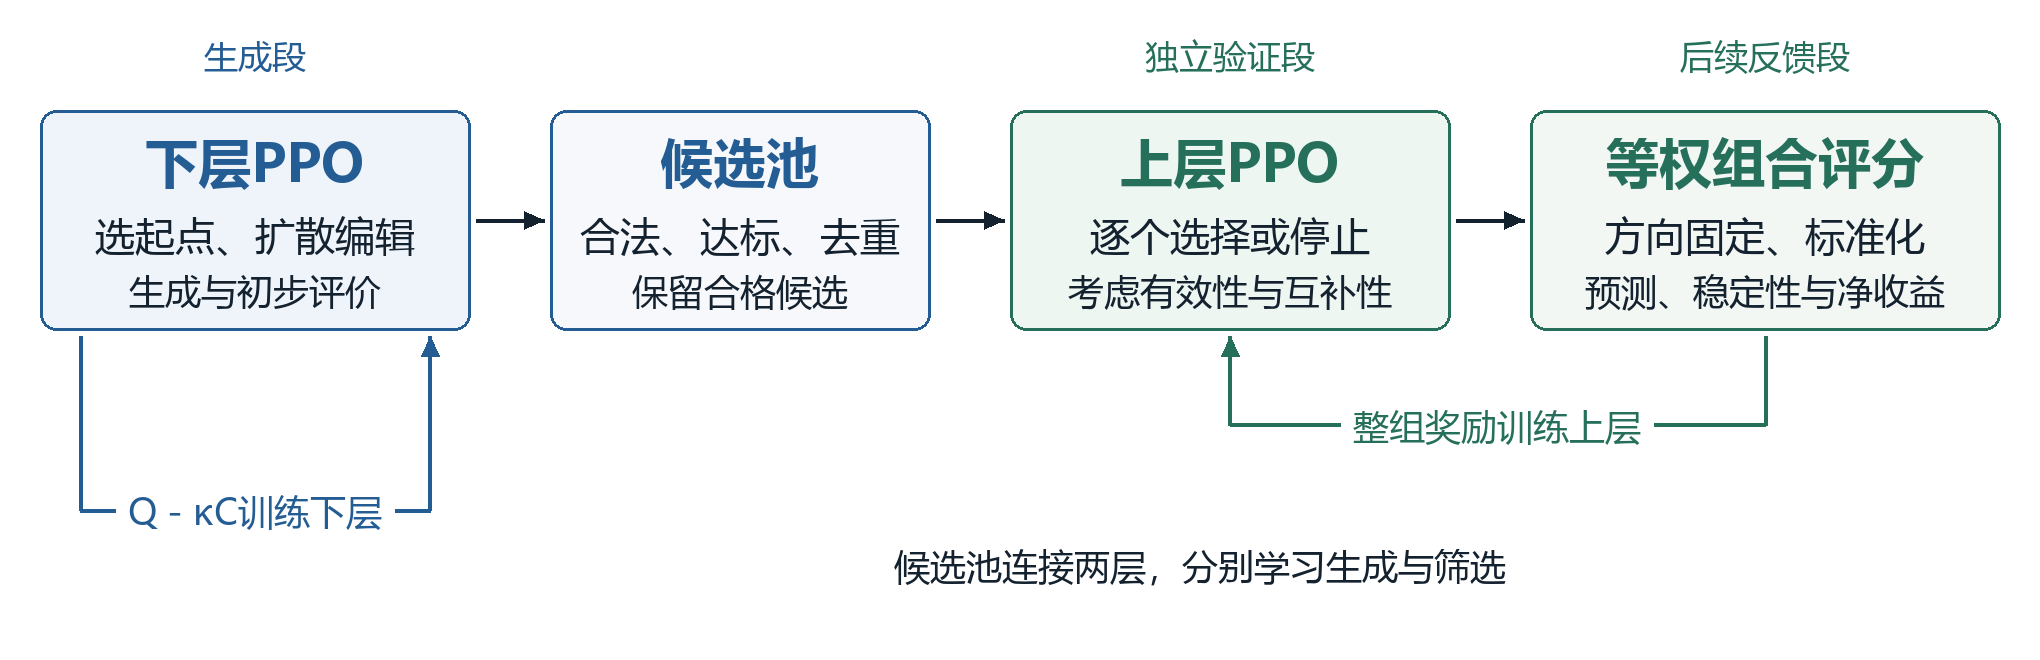 生成段
独立验证段
后续反馈段
下层PPO
选起点、扩散编辑
生成与初步评价
候选池
合法、达标、去重
保留合格候选
上层PPO
逐个选择或停止
考虑有效性与互补性
等权组合评分
方向固定、标准化
预测、稳定性与净收益
整组奖励训练上层
Q - κC训练下层
候选池连接两层，分别学习生成与筛选